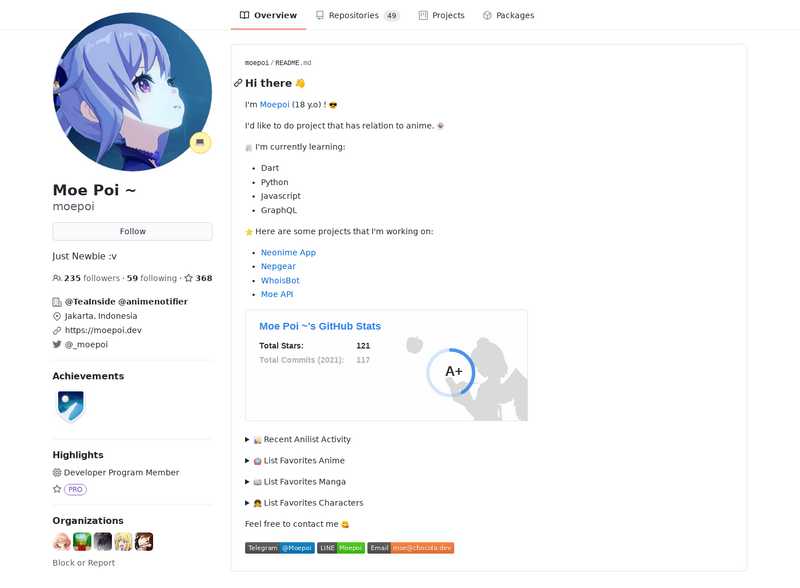 Overview
Repositories 49
Projects
Packages
Moe Poi ~
moepoi
Follow
Just Newbie :v
235 followers · 59 following · 368
@TeaInside @animenotifier
Jakarta, Indonesia
https://moepoi.dev
@_moepoi
Achievements
Highlights
Developer Program Member
PRO
Organizations
Block or Report
moepoi/README.md
Hi there 👋
I'm Moepoi (18 y.o) ! 😎
I'd like to do project that has relation to anime.
I'm currently learning:
• Dart
• Python
• Javascript
• GraphQL
⭐ Here are some projects that I'm working on:
• Neonime App
• Nepgear
• WhoisBot
• Moe API
Moe Poi ~'s GitHub Stats
Total Stars: 121
Total Commits (2021): 117
A+
Recent Anilist Activity
List Favorites Anime
List Favorites Manga
List Favorites Characters
Feel free to contact me 😋
Telegram @Moepoi LINE Moepoi Email moe@chocola.dev